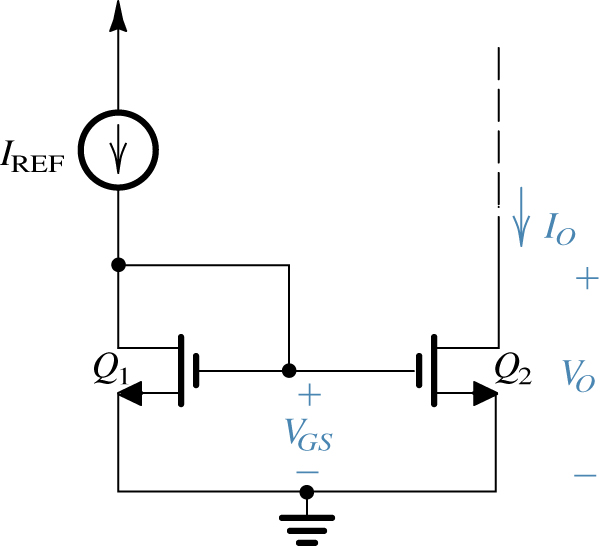 I_REF
I_O
+
Q_1
Q_2
+
V_GS
−
V_O
−